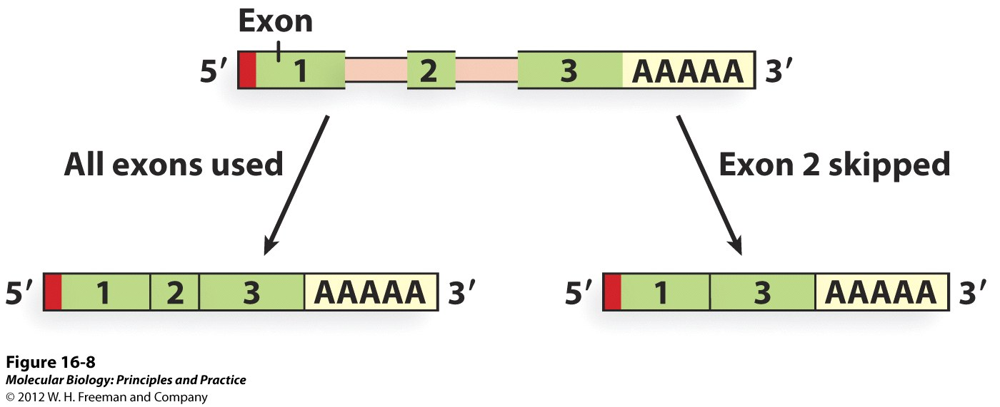 Exon
5′ 1 2 3 AAAAA 3′
All exons used
Exon 2 skipped
5′ 1 2 3 AAAAA 3′
5′ 1 3 AAAAA 3′
Figure 16-8
Molecular Biology: Principles and Practice
© 2012 W. H. Freeman and Company